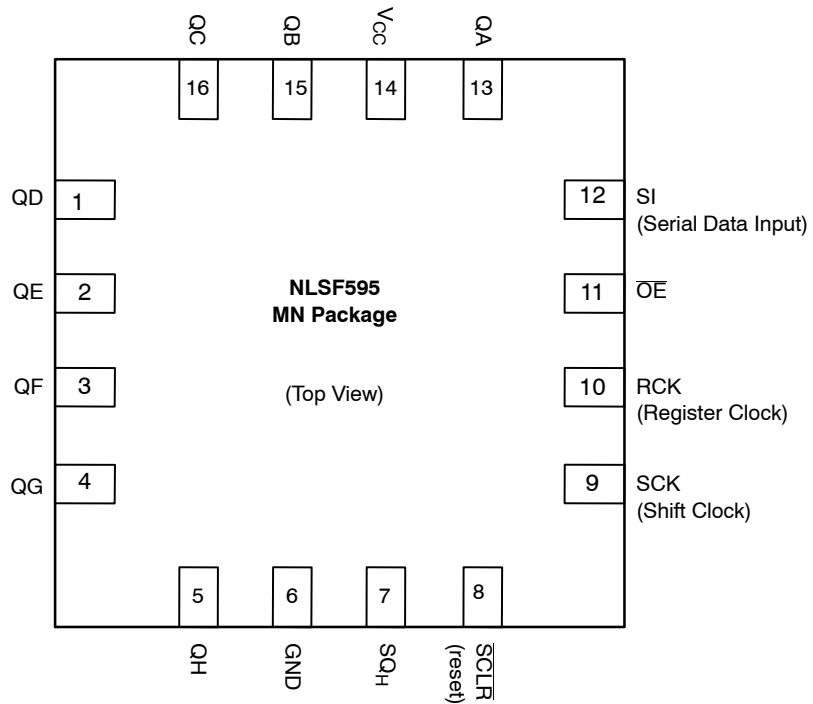 QC
QB
VCC
QA
16
15
14
13
QD
1
12
SI
(Serial Data Input)
QE
2
NLSF595
MN Package
11
OE
QF
3
(Top View)
10
RCK
(Register Clock)
QG
4
9
SCK
(Shift Clock)
5
6
7
8
QH
GND
SQH
SCLR
(reset)